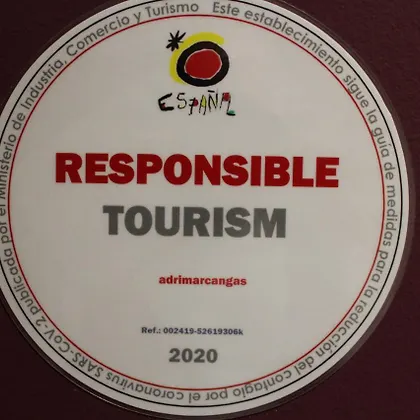 Este establecimiento sigue la guía de medidas para la reducción del contagio por el coronavirus SARS-CoV-2 publicada por el Ministerio de Industria, Comercio y Turismo
ESPAÑA
RESPONSIBLE
TOURISM
adrimarcangas
Ref.: 002419-52619306k
2020